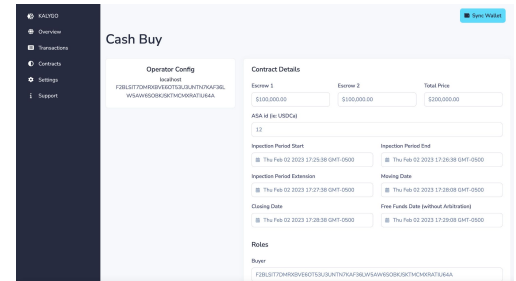 KALYGO
Overview
Transactions
Contracts
Settings
Support
Sync Wallet
Cash Buy
Operator Config
localhost
F2BLSIT7DMRXBVE6OT53U3UNTN7KAF36L
W5AW6SOBKJSKTMCMXRATIU64A
Contract Details
Escrow 1
Escrow 2
Total Price
$100,000.00
$100,000.00
$200,000.00
ASA Id (ie: USDCa)
12
Inpection Period Start
Inpection Period End
Thu Feb 02 2023 17:25:38 GMT-0500
Thu Feb 02 2023 17:26:38 GMT-0500
Inpection Period Extension
Moving Date
Thu Feb 02 2023 17:27:38 GMT-0500
Thu Feb 02 2023 17:28:08 GMT-0500
Closing Date
Free Funds Date (without Arbitration)
Thu Feb 02 2023 17:28:38 GMT-0500
Thu Feb 02 2023 17:29:08 GMT-0500
Roles
Buyer
F2BLSIT7DMRXBVE6OT53U3UNTN7KAF36LW5AW6SOBKJSKTMCMXRATIU64A